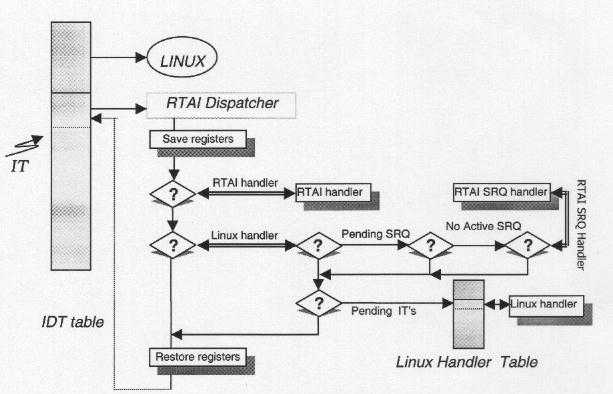 LINUX
RTAI Dispatcher
Save registers
IT
?
RTAI handler
RTAI handler
RTAI SRQ handler
RTAI SRQ Handler
?
Linux handler
?
Pending SRQ
?
No Active SRQ
?
?
Pending IT's
Linux handler
IDT table
Restore registers
Linux Handler Table